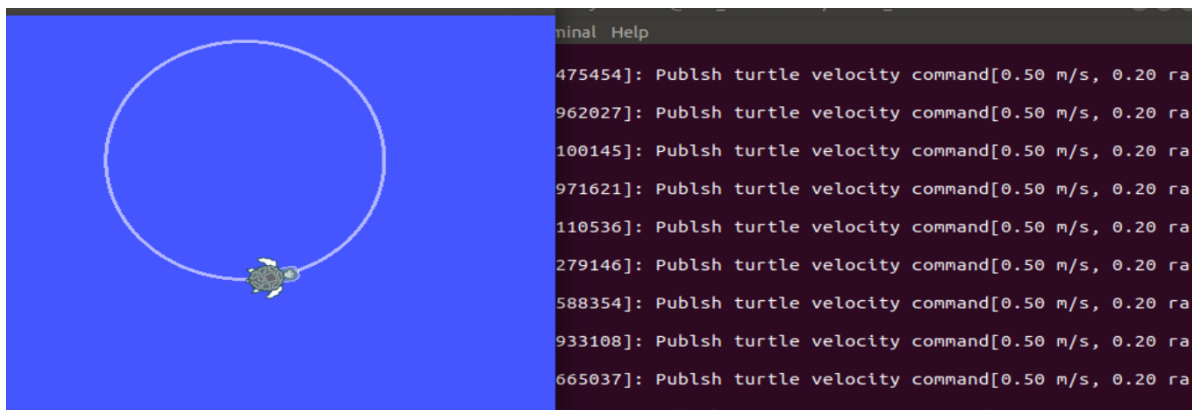 Help
475454]: Publsh turtle velocity command[0.50 m/s, 0.20 ra
962027]: Publsh turtle velocity command[0.50 m/s, 0.20 ra
100145]: Publsh turtle velocity command[0.50 m/s, 0.20 ra
971621]: Publsh turtle velocity command[0.50 m/s, 0.20 ra
110536]: Publsh turtle velocity command[0.50 m/s, 0.20 ra
279146]: Publsh turtle velocity command[0.50 m/s, 0.20 ra
588354]: Publsh turtle velocity command[0.50 m/s, 0.20 ra
933108]: Publsh turtle velocity command[0.50 m/s, 0.20 ra
665037]: Publsh turtle velocity command[0.50 m/s, 0.20 ra